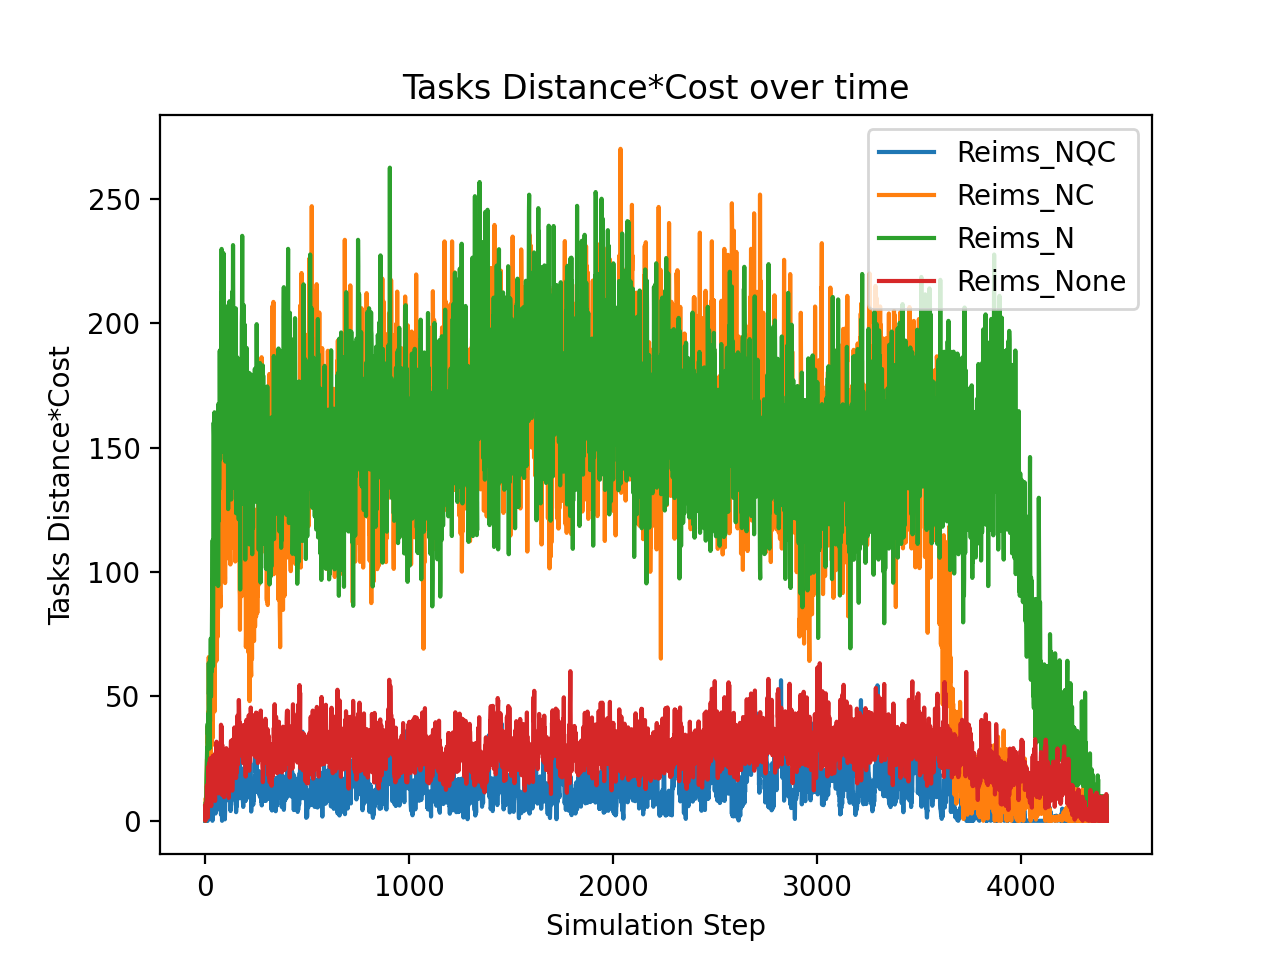 Tasks Distance*Cost over time
Reims_NQC
Reims_NC
Reims_N
Reims_None
Tasks Distance*Cost
250
200
150
100
50
0
0 1000 2000 3000 4000
Simulation Step